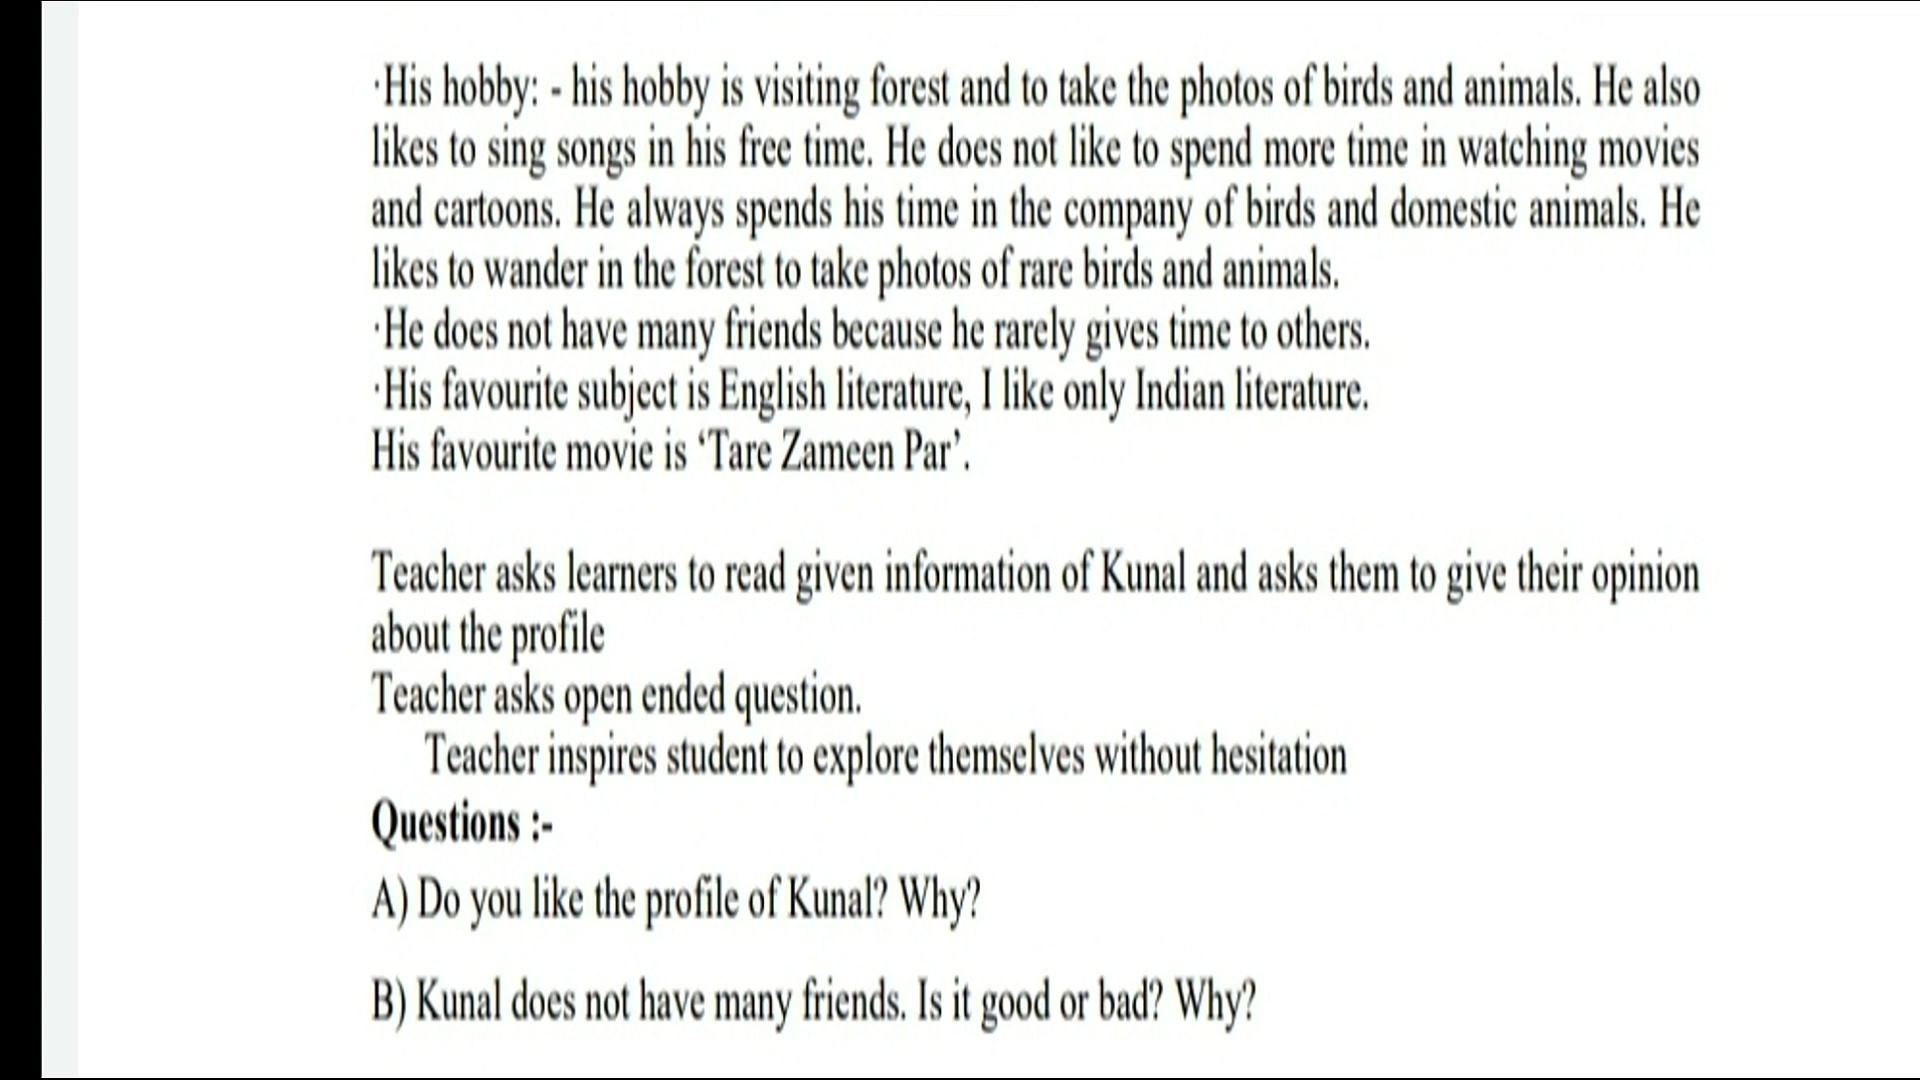 ·His hobby: - his hobby is visiting forest and to take the photos of birds and animals. He also
likes to sing songs in his free time. He does not like to spend more time in watching movies
and cartoons. He always spends his time in the company of birds and domestic animals. He
likes to wander in the forest to take photos of rare birds and animals.
·He does not have many friends because he rarely gives time to others.
·His favourite subject is English literature, I like only Indian literature.
His favourite movie is ‘Tare Zameen Par’.
Teacher asks learners to read given information of Kunal and asks them to give their opinion
about the profile
Teacher asks open ended question.
Teacher inspires student to explore themselves without hesitation
Questions :-
A) Do you like the profile of Kunal? Why?
B) Kunal does not have many friends. Is it good or bad? Why?